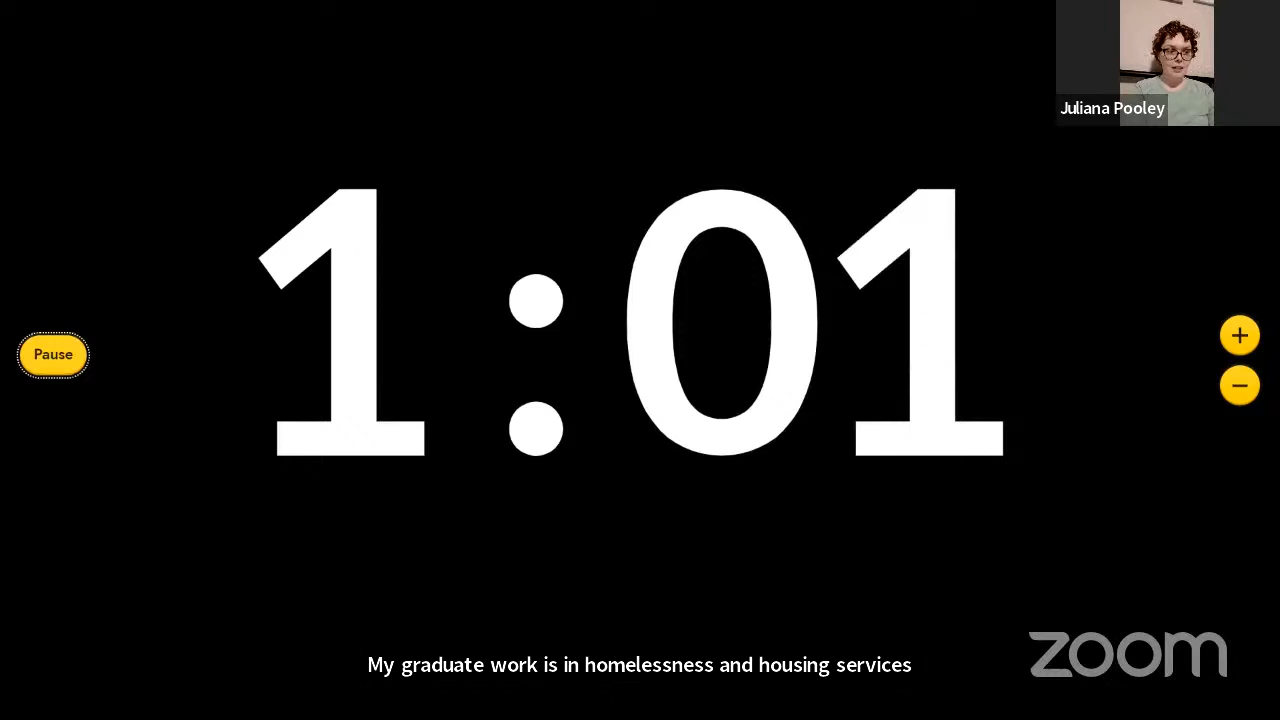 Juliana Pooley
1:01
Pause
+
−
My graduate work is in homelessness and housing services
zoom